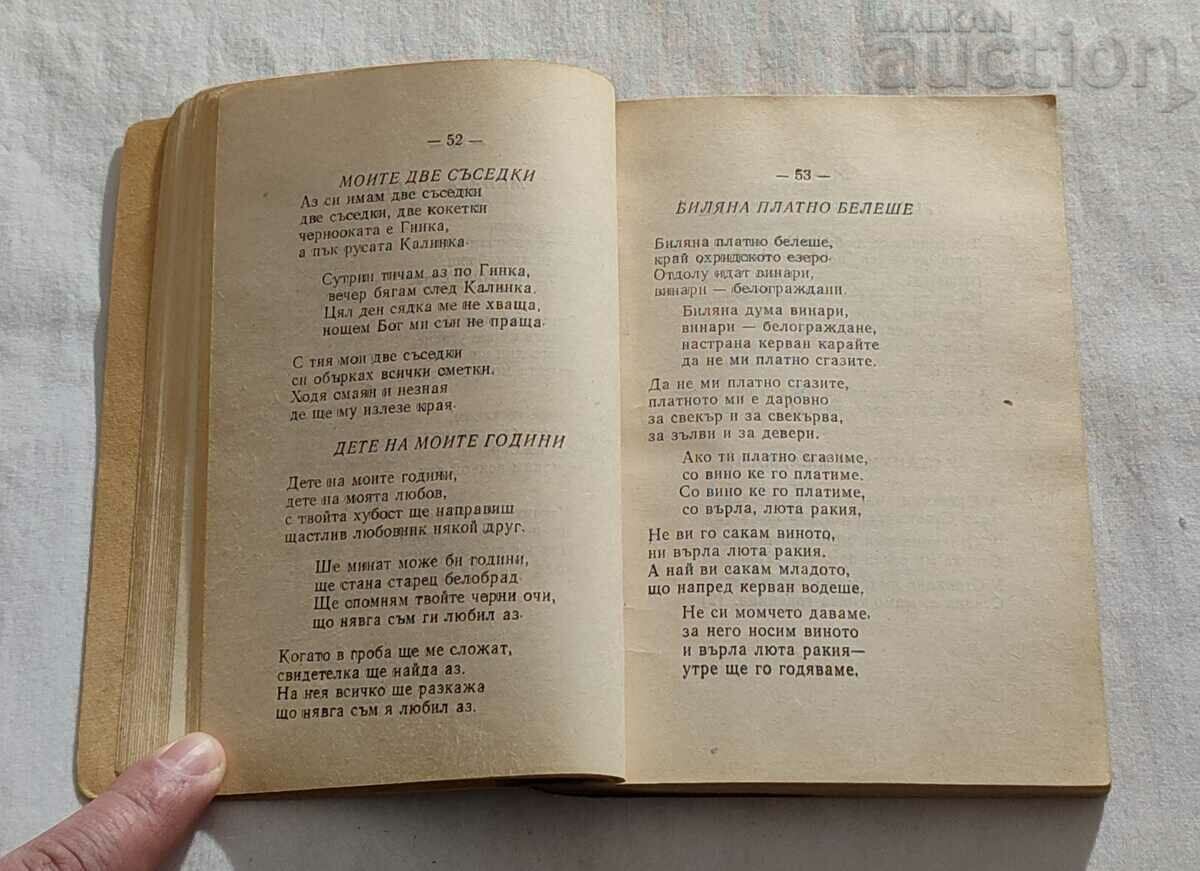 BALKAN
auction
— 52 —
МОИТЕ ДВЕ СЪСЕДКИ
Аз си имам две съседки
две съседки, две кокетки
чернооката е Гинка,
а пък русата Калинка.
Сутрин тичам аз по Гинка,
вечер бягам след Калинка.
Цял ден сядка ме не хваща,
нощем Бог ми сън не праща.
С тия мои две съседки
си обърках всички сметки.
Ходя смаян и незная
де ще му излезе края.
ДЕТЕ НА МОИТЕ ГОДИНИ
Дете на моите години,
дете на моята любов,
с твойта хубост ще направиш
щастлив любовник някой друг.
Ше минат може би години,
ще стана старец белобрад.
Ще спомням твойте черни очи,
що нявга съм ги любил аз.
Когато в гроба ще ме сложат,
свидетелка ще найда аз.
На нея всичко ше разкажа
що нявга съм я любил аз.
— 53 —
БИЛЯНА ПЛАТНО БЕЛЕШЕ
Биляна платно белеше,
край охридското езеро.
Отдолу идат винари,
винари — белограждани.
Биляна дума винари,
винари — белограждане,
настрана керван карайте
да не ми платно сгазите.
Да не ми платно сгазите,
платното ми е даровно
за свекър и за свекърва,
за зълви и за девери.
Ако ти платно сгазиме,
со вино ке го платиме.
Со вино ке го платиме,
со върла, люта ракия,
Не ви го сакам виното,
ни върла люта ракия.
А най ви сакам младото,
що напред керван водеше,
Не си момчето даваме,
за него носим виното
и върла люта ракия—
утре ще го годяваме,